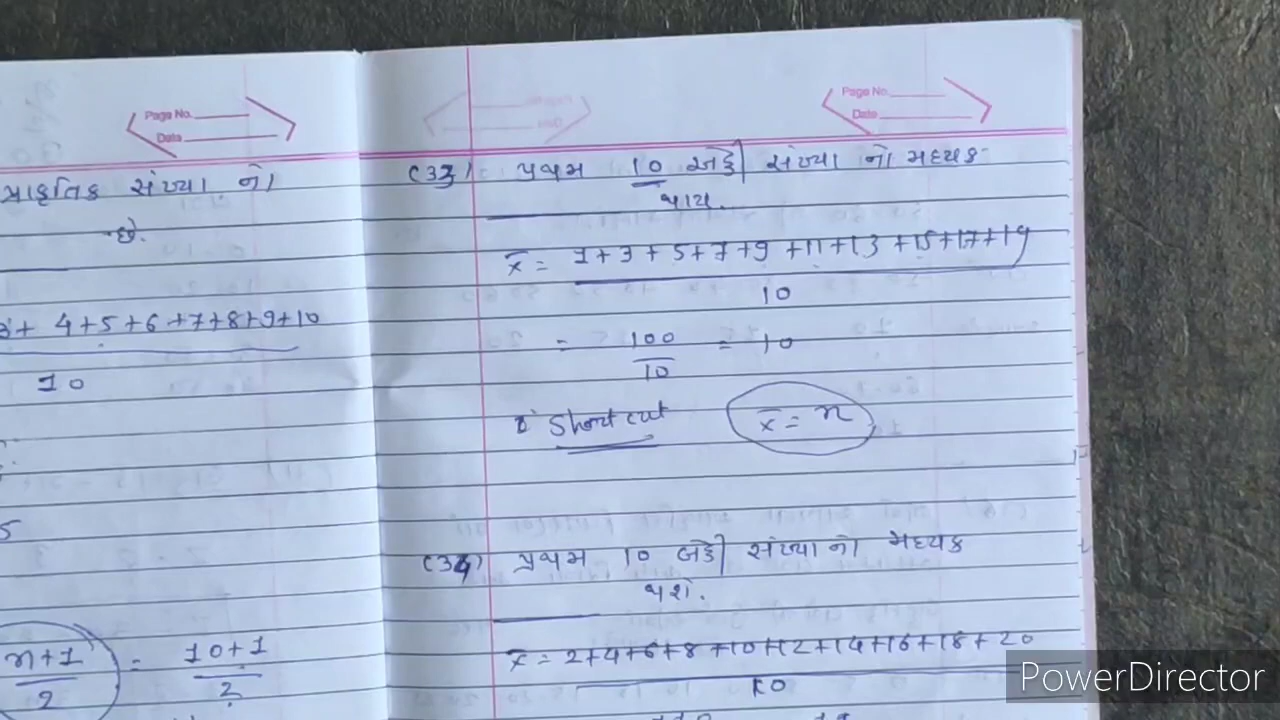 Page No.
Date
પ્રાકૃતિક સંખ્યા નો
છે.
3+ 4+5+6+7+8+9+10
10
5
n+1 = 10+1
2 2
Page No.
Date
(33) પ્રથમ 10 એકી સંખ્યા નો મધ્યક
થાય.
x̄ = 1+3+5+7+9+11+13+15+17+19
10
= 100 = 10
10
Shortcut x̄ = n
(34) પ્રથમ 10 બેકી સંખ્યા નો મધ્યક
થશે.
x̄ = 2+4+6+8+10+12+14+16+18+20
10
PowerDirector